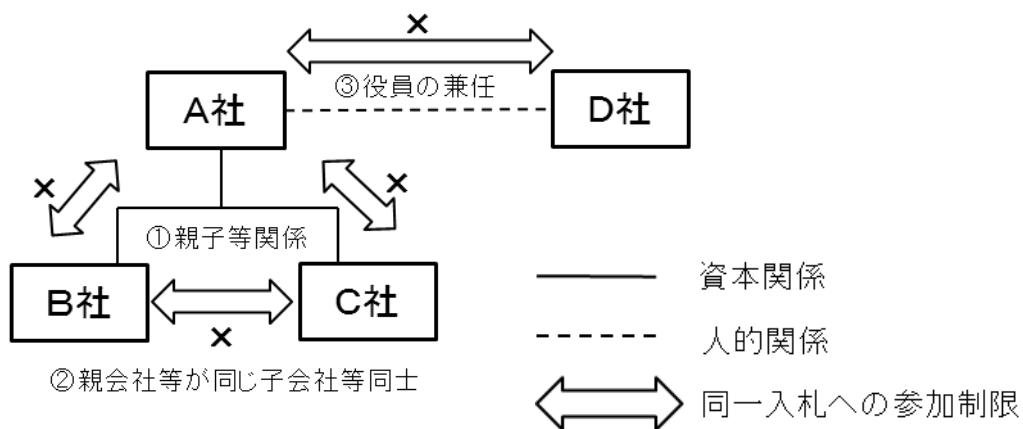 ×
③役員の兼任
A社
D社
×
×
①親子等関係
B社
C社
×
②親会社等が同じ子会社等同士
資本関係
人的関係
同一入札への参加制限